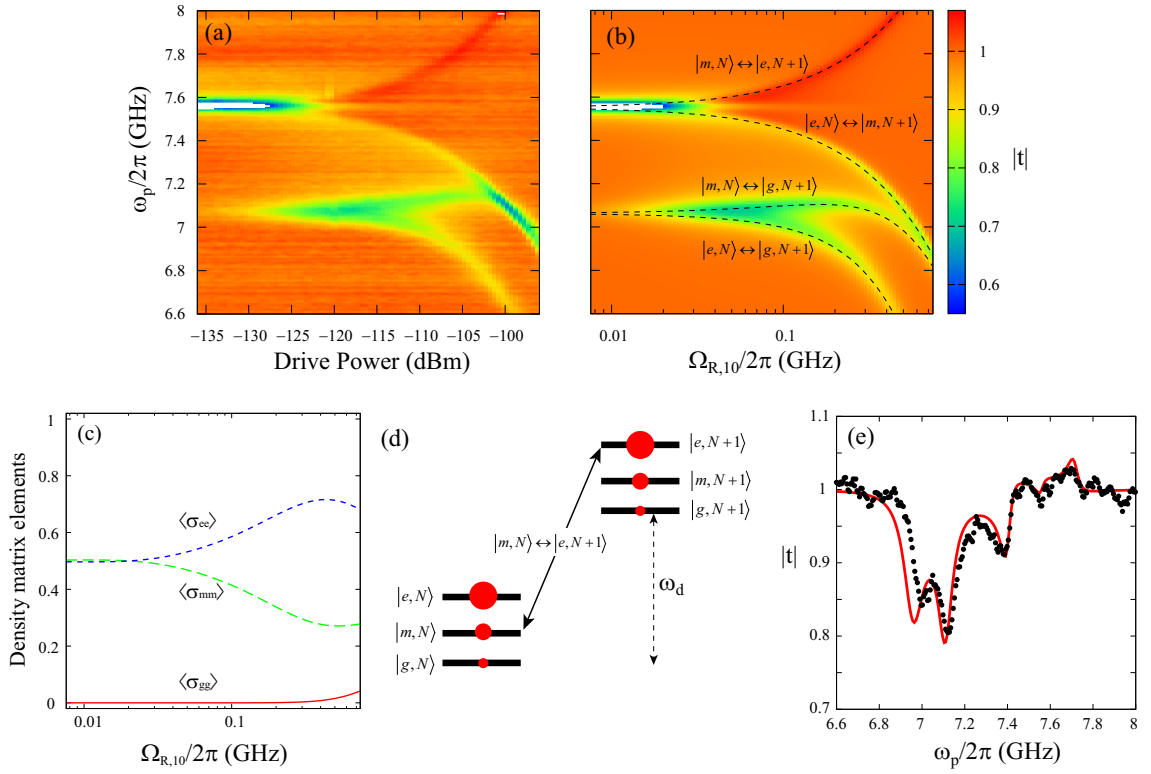 (a)
8
7.8
7.6
7.4
7.2
7
6.8
6.6
ω_p/2π (GHz)
−135 −130 −125 −120 −115 −110 −105 −100
Drive Power (dBm)
(b)
|m, N⟩↔|e, N+1⟩
|e, N⟩↔|m, N+1⟩
|m, N⟩↔|g, N+1⟩
|e, N⟩↔|g, N+1⟩
0.01 0.1
Ω_R,10/2π (GHz)
1
0.9
0.8
0.7
0.6
|t|
(c)
1
0.8
0.6
0.4
0.2
0
Density matrix elements
⟨σ_ee⟩
⟨σ_mm⟩
⟨σ_gg⟩
0.01 0.1
Ω_R,10/2π (GHz)
(d)
|e, N+1⟩
|m, N+1⟩
|g, N+1⟩
|m, N⟩↔|e, N+1⟩
ω_d
|e, N⟩
|m, N⟩
|g, N⟩
(e)
1.1
1
0.9
0.8
0.7
|t|
6.6 6.8 7 7.2 7.4 7.6 7.8 8
ω_p/2π (GHz)